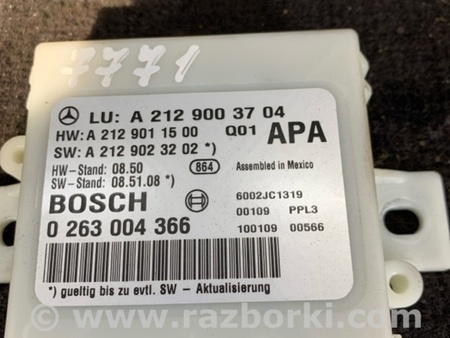 7771
LU: A 212 900 37 04
HW: A 212 901 15 00 Q01 APA
SW: A 212 902 32 02 *)
HW-Stand: 08.50 864 Assembled in Mexico
SW-Stand: 08.51.08 *)
BOSCH 6002JC1319
0 263 004 366 00109 PPL3
100109 00566
*) gueltig bis zu evtl. SW - Aktualisierung
www.razborki.com